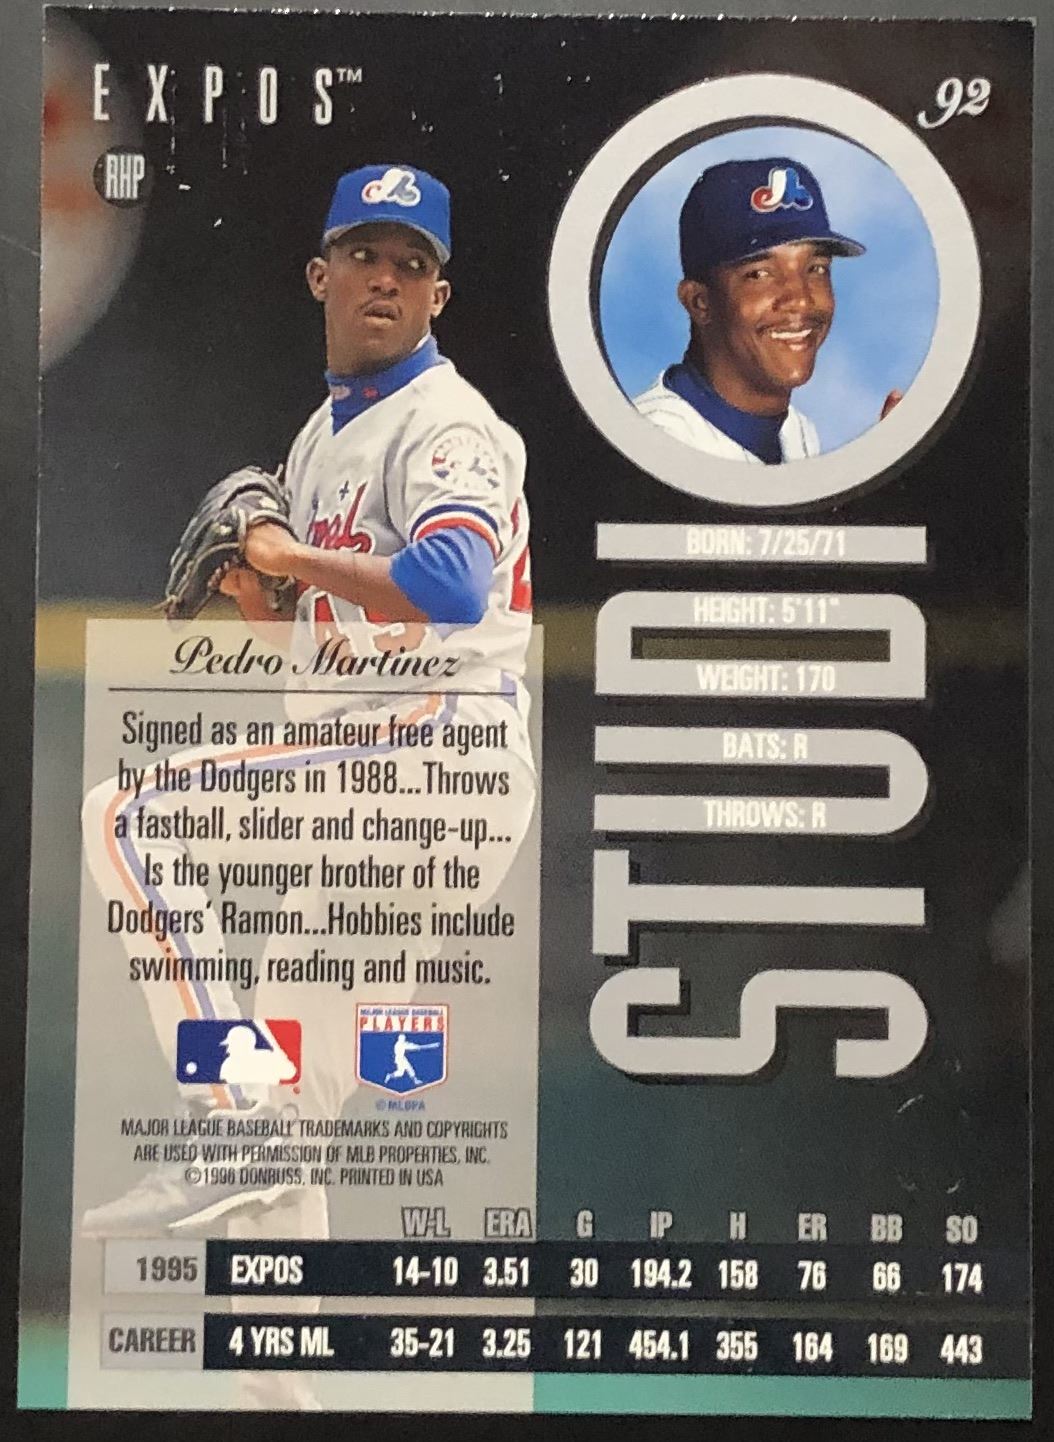 EXPOS™
92
RHP
BORN: 7/25/71
HEIGHT: 5'11"
WEIGHT: 170
BATS: R
THROWS: R
STUDIO
Pedro Martinez
Signed as an amateur free agent
by the Dodgers in 1988...Throws
a fastball, slider and change-up...
Is the younger brother of the
Dodgers' Ramon...Hobbies include
swimming, reading and music.
MAJOR LEAGUE BASEBALL
PLAYERS
© MLBPA
MAJOR LEAGUE BASEBALL TRADEMARKS AND COPYRIGHTS
ARE USED WITH PERMISSION OF MLB PROPERTIES, INC.
©1996 DONRUSS, INC. PRINTED IN USA
W-L ERA G IP H ER BB SO
1995 EXPOS 14-10 3.51 30 194.2 158 76 66 174
CAREER 4 YRS ML 35-21 3.25 121 454.1 355 164 169 443